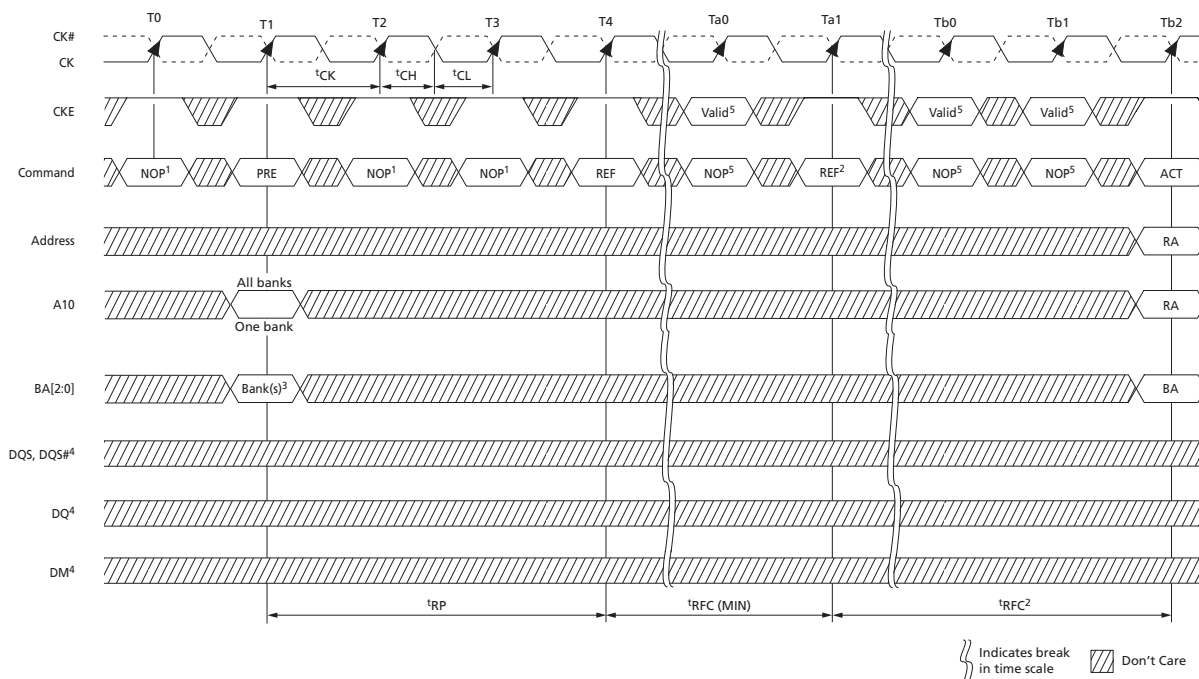 T0 T1 T2 T3 T4 Ta0 Ta1 Tb0 Tb1 Tb2
CK#
CK
tCK tCH tCL
CKE Valid5 Valid5 Valid5
Command NOP1 PRE NOP1 NOP1 REF NOP5 REF2 NOP5 NOP5 ACT
Address RA
All banks
A10 RA
One bank
BA[2:0] Bank(s)3 BA
DQS, DQS#4
DQ4
DM4
tRP tRFC (MIN) tRFC2
Indicates break
in time scale
Don't Care